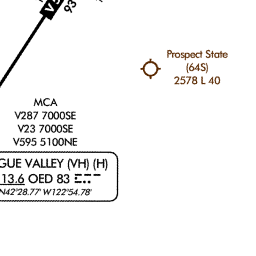 Prospect State
(64S)
2578 L 40
MCA
V287 7000SE
V23 7000SE
V595 5100NE
GUE VALLEY (VH) (H)
13.6 OED 83
N42°28.77' W122°54.78'